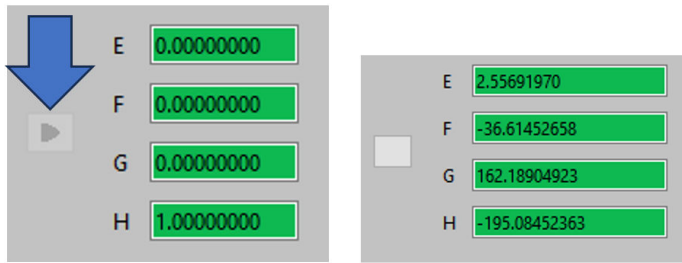 E 0.00000000
F 0.00000000
G 0.00000000
H 1.00000000
E 2.55691970
F -36.61452658
G 162.18904923
H -195.08452363